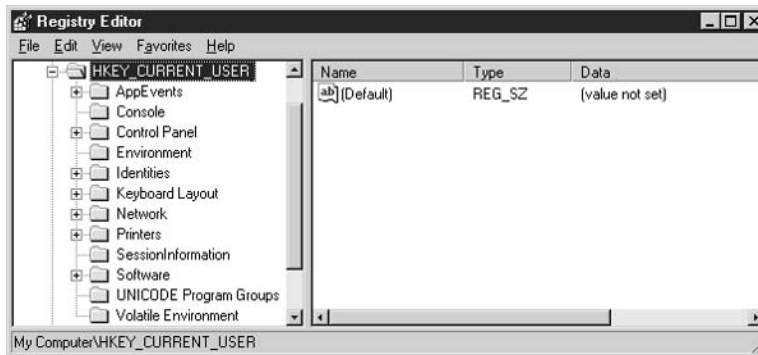 Registry Editor
File Edit View Favorites Help
HKEY_CURRENT_USER
AppEvents
Console
Control Panel
Environment
Identities
Keyboard Layout
Network
Printers
SessionInformation
Software
UNICODE Program Groups
Volatile Environment
Name Type Data
ab (Default) REG_SZ (value not set)
My Computer\HKEY_CURRENT_USER